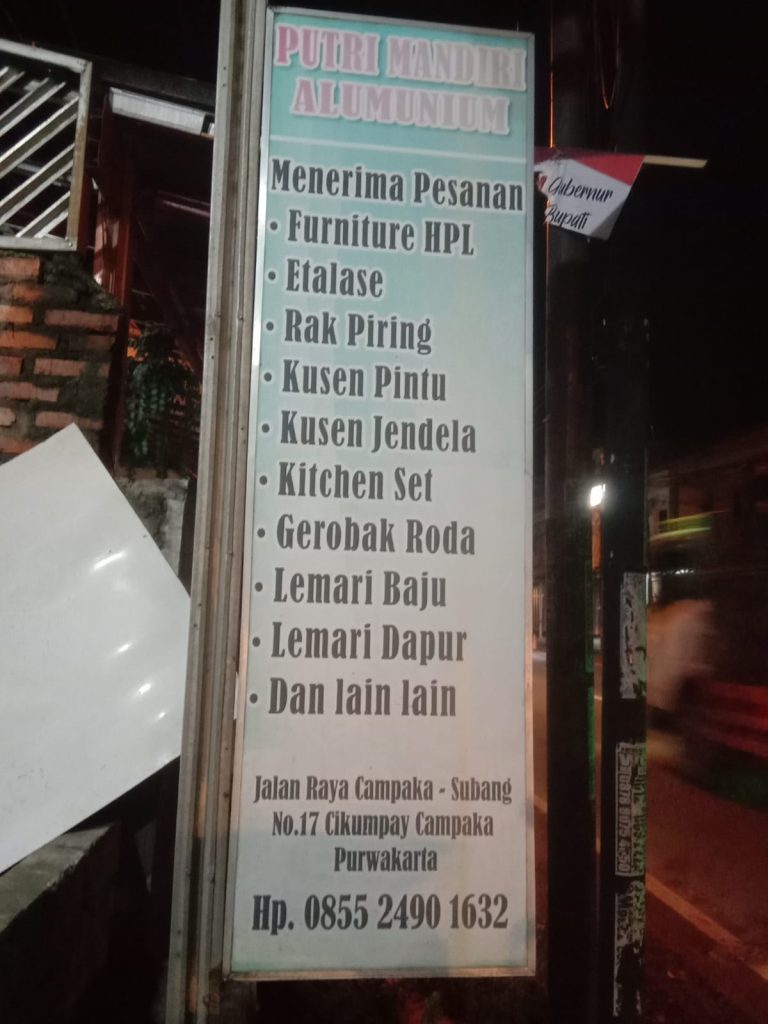 PUTRI MANDIRI
ALUMUNIUM
Menerima Pesanan
• Furniture HPL
• Etalase
• Rak Piring
• Kusen Pintu
• Kusen Jendela
• Kitchen Set
• Gerobak Roda
• Lemari Baju
• Lemari Dapur
• Dan lain lain
Jalan Raya Campaka - Subang
No.17 Cikumpay Campaka
Purwakarta
Hp. 0855 2490 1632
Gubernur
Bupati